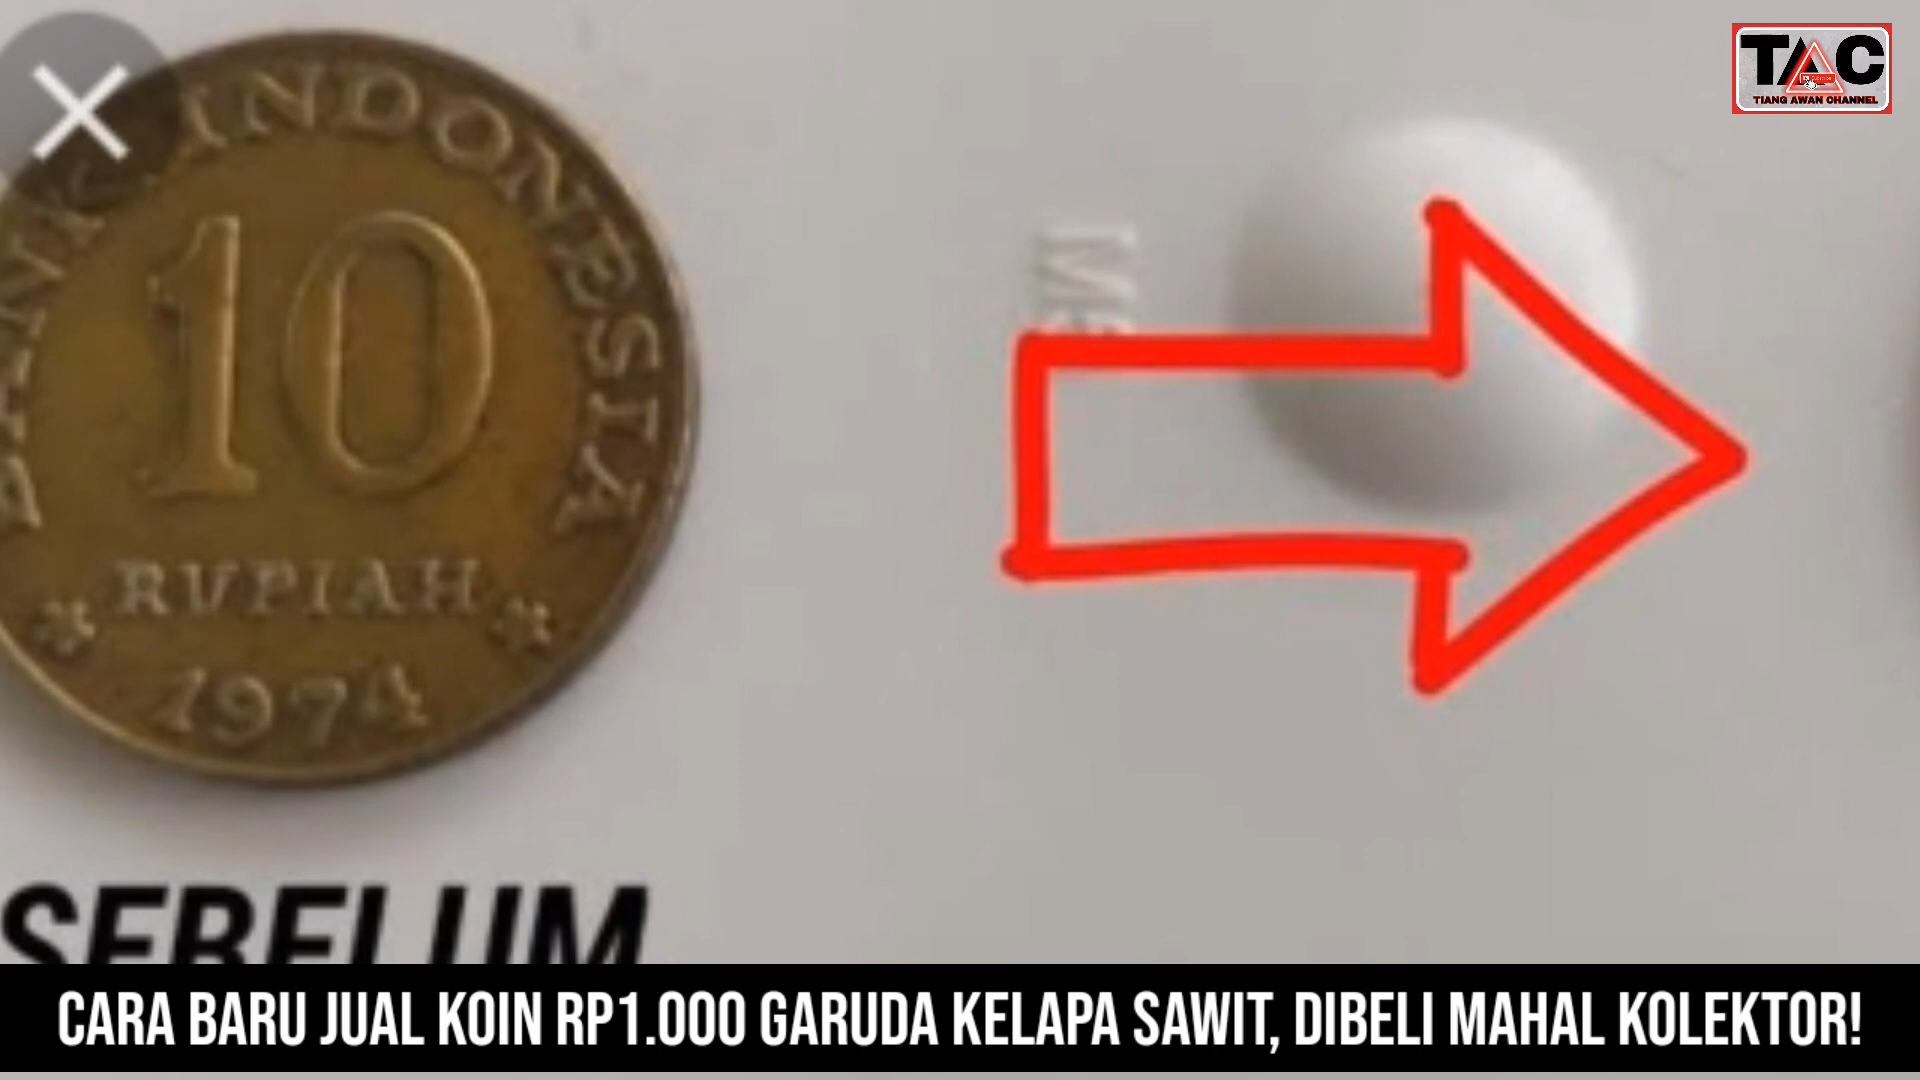 TAC
TIANG AWAN CHANNEL
BANK INDONESIA
10
RUPIAH
1974
SEBELUM
CARA BARU JUAL KOIN RP1.000 GARUDA KELAPA SAWIT, DIBELI MAHAL KOLEKTOR!